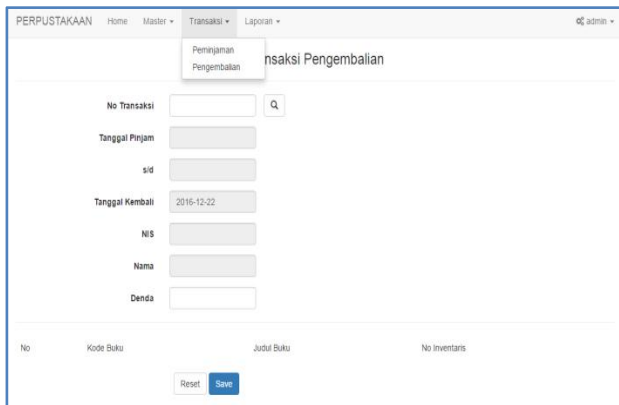 PERPUSTAKAAN Home Master Transaksi Laporan admin
Peminjaman
Pengembalian
nsaksi Pengembalian
No Transaksi
Tanggal Pinjam
s/d
Tanggal Kembali 2016-12-22
NIS
Nama
Denda
No Kode Buku Judul Buku No Inventaris
Reset Save